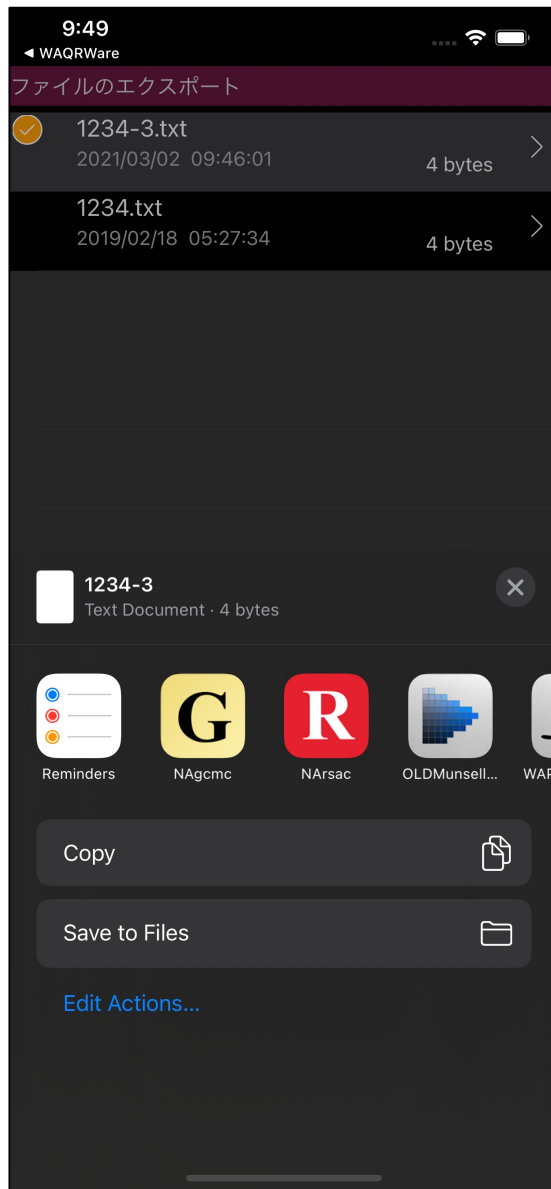 9:49
◀ WAQRWare
ファイルのエクスポート
1234-3.txt
2021/03/02 09:46:01
4 bytes
1234.txt
2019/02/18 05:27:34
4 bytes
1234-3
Text Document · 4 bytes
G
R
Reminders
NAgcmc
NArsac
OLDMunsell...
WAP
Copy
Save to Files
Edit Actions...